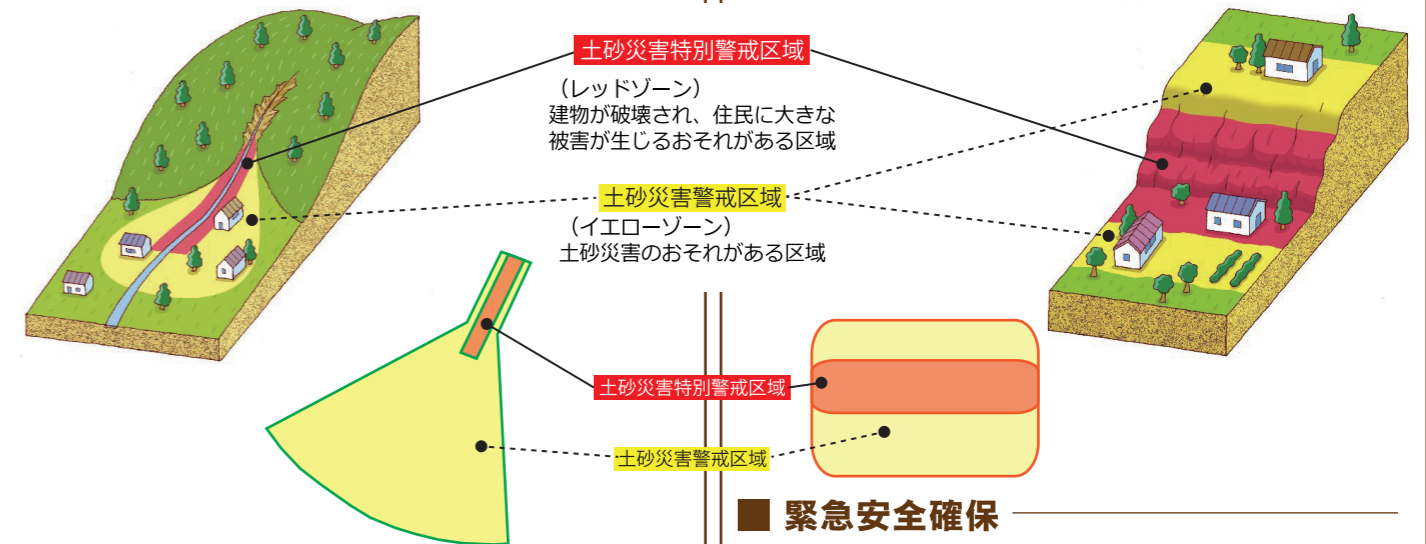 土砂災害特別警戒区域
（レッドゾーン）
建物が破壊され、住民に大きな
被害が生じるおそれがある区域
土砂災害警戒区域
（イエローゾーン）
土砂災害のおそれがある区域
土砂災害特別警戒区域
土砂災害警戒区域
■ 緊急安全確保